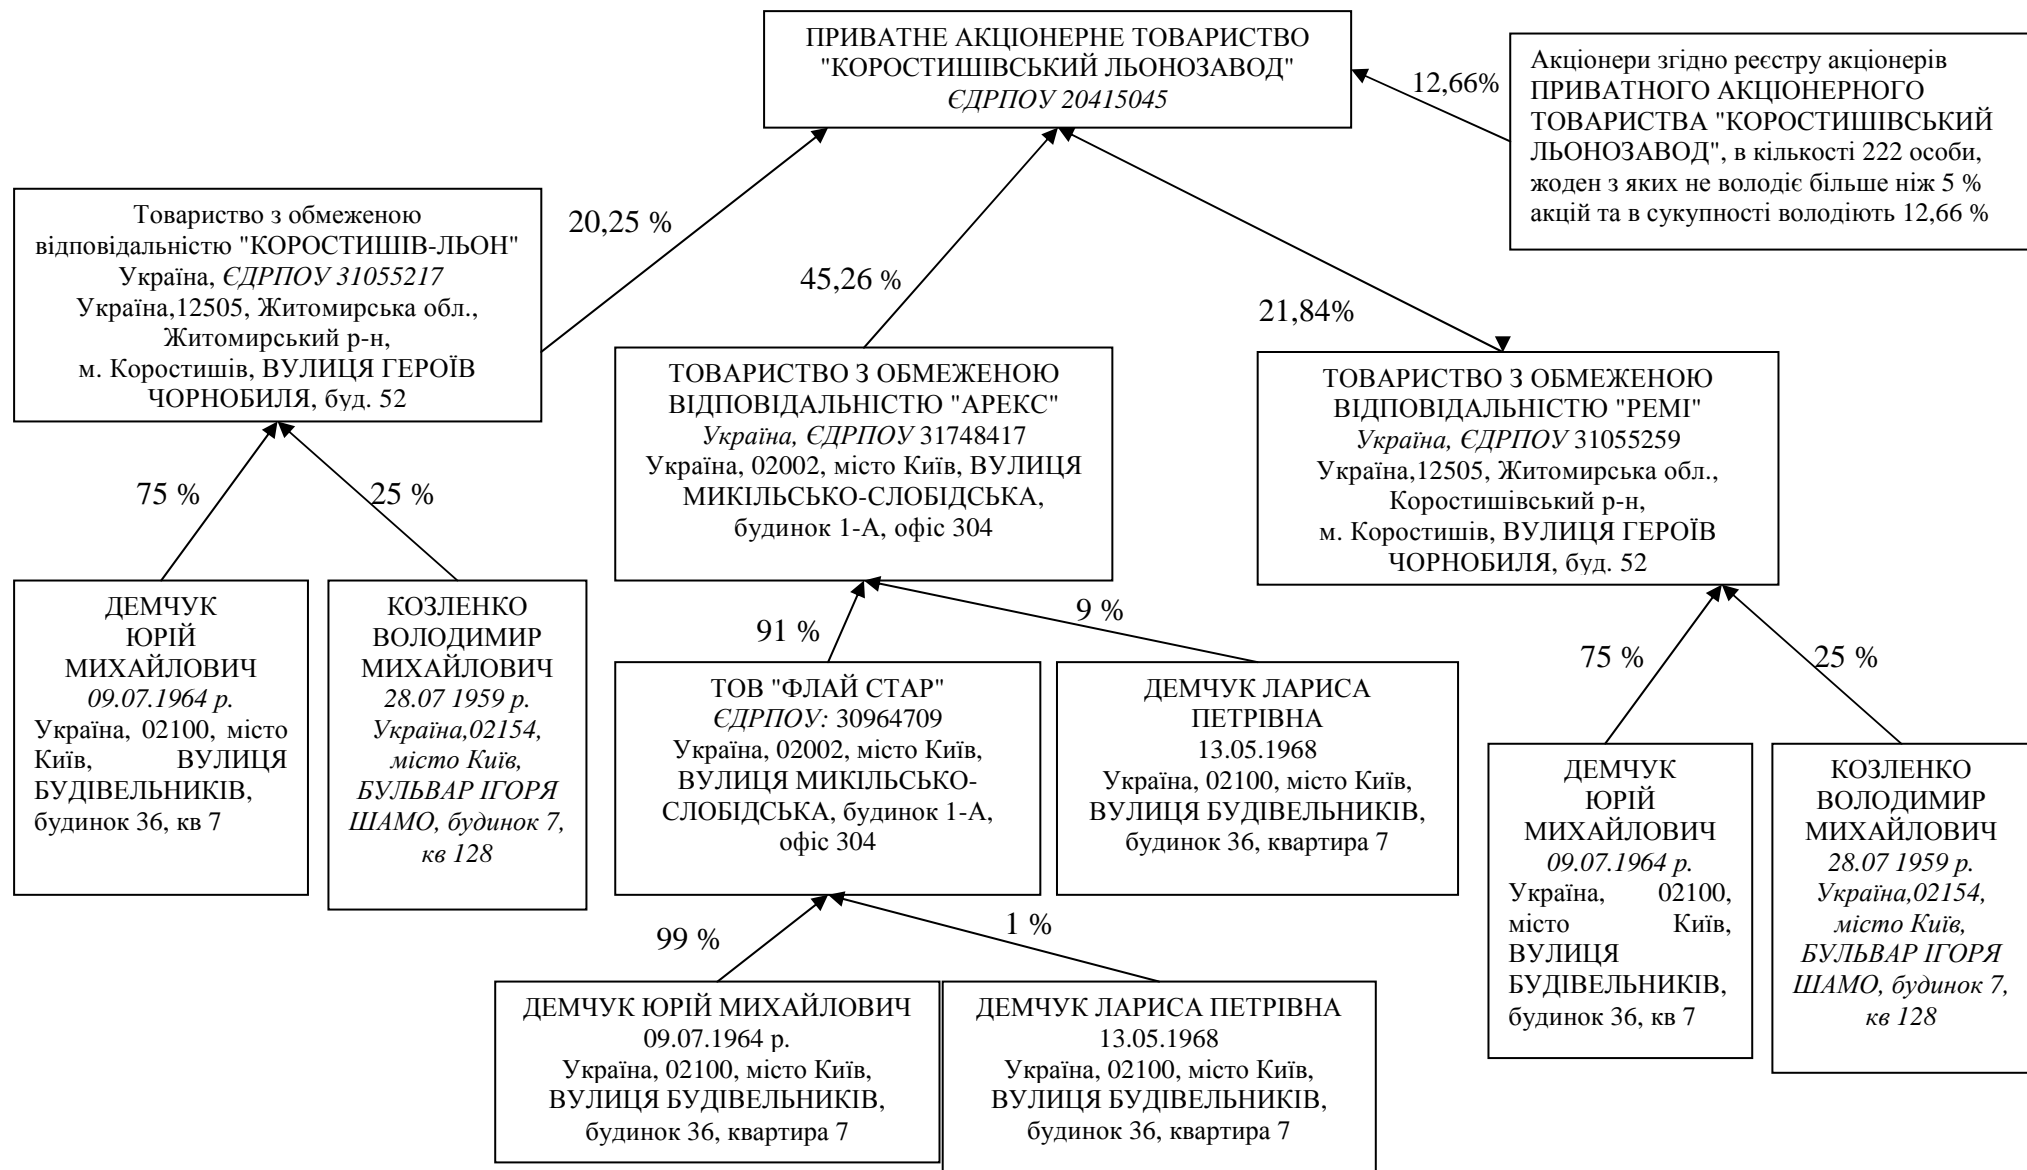 ПРИВАТНЕ АКЦІОНЕРНЕ ТОВАРИСТВО
"КОРОСТИШІВСЬКИЙ ЛЬОНОЗАВОД"
ЄДРПОУ 20415045
12,66%
Акціонери згідно реєстру акціонерів
ПРИВАТНОГО АКЦІОНЕРНОГО
ТОВАРИСТВА "КОРОСТИШІВСЬКИЙ
ЛЬОНОЗАВОД", в кількості 222 особи,
жоден з яких не володіє більше ніж 5 %
акцій та в сукупності володіють 12,66 %
Товариство з обмеженою
відповідальністю "КОРОСТИШІВ-ЛЬОН"
Україна, ЄДРПОУ 31055217
Україна,12505, Житомирська обл.,
Житомирський р-н,
м. Коростишів, ВУЛИЦЯ ГЕРОЇВ
ЧОРНОБИЛЯ, буд. 52
20,25 %
45,26 %
21,84%
ТОВАРИСТВО З ОБМЕЖЕНОЮ
ВІДПОВІДАЛЬНІСТЮ "АРЕКС"
Україна, ЄДРПОУ 31748417
Україна, 02002, місто Київ, ВУЛИЦЯ
МИКІЛЬСЬКО-СЛОБІДСЬКА,
будинок 1-А, офіс 304
ТОВАРИСТВО З ОБМЕЖЕНОЮ
ВІДПОВІДАЛЬНІСТЮ "РЕМІ"
Україна, ЄДРПОУ 31055259
Україна,12505, Житомирська обл.,
Коростишівський р-н,
м. Коростишів, ВУЛИЦЯ ГЕРОЇВ
ЧОРНОБИЛЯ, буд. 52
75 %
25 %
ДЕМЧУК
ЮРІЙ
МИХАЙЛОВИЧ
09.07.1964 р.
Україна, 02100, місто
Київ, ВУЛИЦЯ
БУДІВЕЛЬНИКІВ,
будинок 36, кв 7
КОЗЛЕНКО
ВОЛОДИМИР
МИХАЙЛОВИЧ
28.07 1959 р.
Україна,02154,
місто Київ,
БУЛЬВАР ІГОРЯ
ШАМО, будинок 7,
кв 128
91 %
9 %
ТОВ "ФЛАЙ СТАР"
ЄДРПОУ: 30964709
Україна, 02002, місто Київ,
ВУЛИЦЯ МИКІЛЬСЬКО-
СЛОБІДСЬКА, будинок 1-А,
офіс 304
ДЕМЧУК ЛАРИСА
ПЕТРІВНА
13.05.1968
Україна, 02100, місто Київ,
ВУЛИЦЯ БУДІВЕЛЬНИКІВ,
будинок 36, квартира 7
75 %
25 %
ДЕМЧУК
ЮРІЙ
МИХАЙЛОВИЧ
09.07.1964 р.
Україна, 02100,
місто Київ,
ВУЛИЦЯ
БУДІВЕЛЬНИКІВ,
будинок 36, кв 7
КОЗЛЕНКО
ВОЛОДИМИР
МИХАЙЛОВИЧ
28.07 1959 р.
Україна,02154,
місто Київ,
БУЛЬВАР ІГОРЯ
ШАМО, будинок 7,
кв 128
99 %
1 %
ДЕМЧУК ЮРІЙ МИХАЙЛОВИЧ
09.07.1964 р.
Україна, 02100, місто Київ,
ВУЛИЦЯ БУДІВЕЛЬНИКІВ,
будинок 36, квартира 7
ДЕМЧУК ЛАРИСА ПЕТРІВНА
13.05.1968
Україна, 02100, місто Київ,
ВУЛИЦЯ БУДІВЕЛЬНИКІВ,
будинок 36, квартира 7